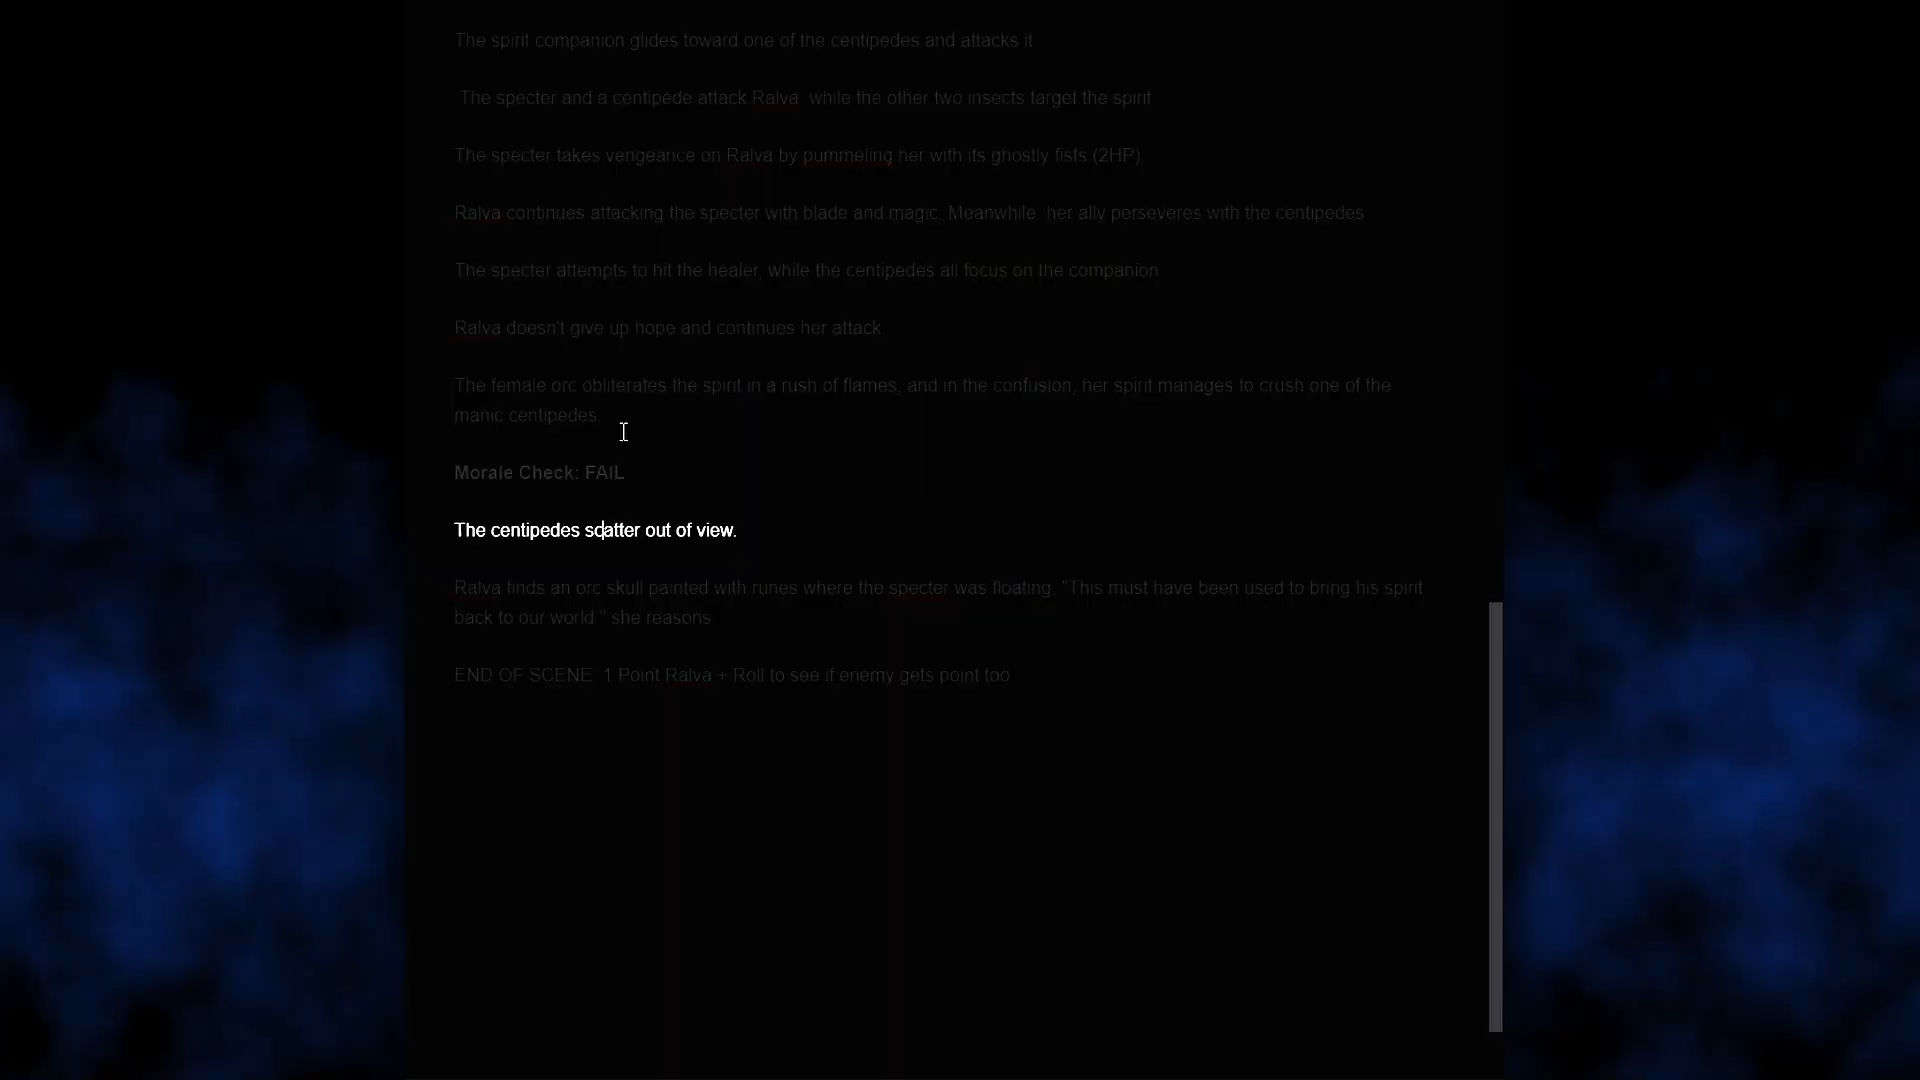 The spirit companion glides toward one of the centipedes and attacks it
The specter and a centipede attack Ralva while the other two insects target the spirit
The specter takes vengeance on Ralva by pummeling her with its ghostly fists (2HP)
Ralva continues attacking the specter with blade and magic. Meanwhile her ally perseveres with the centipedes
The specter attempts to hit the healer, while the centipedes all focus on the companion
Ralva doesn't give up hope and continues her attack.
The female orc obliterates the spirit in a rush of flames, and in the confusion, her spirit manages to crush one of the
manic centipedes.
Morale Check: FAIL
The centipedes scatter out of view.
Ralva finds an orc skull painted with runes where the specter was floating. "This must have been used to bring his spirit
back to our world." she reasons
END OF SCENE 1 Point Ralva + Roll to see if enemy gets point too